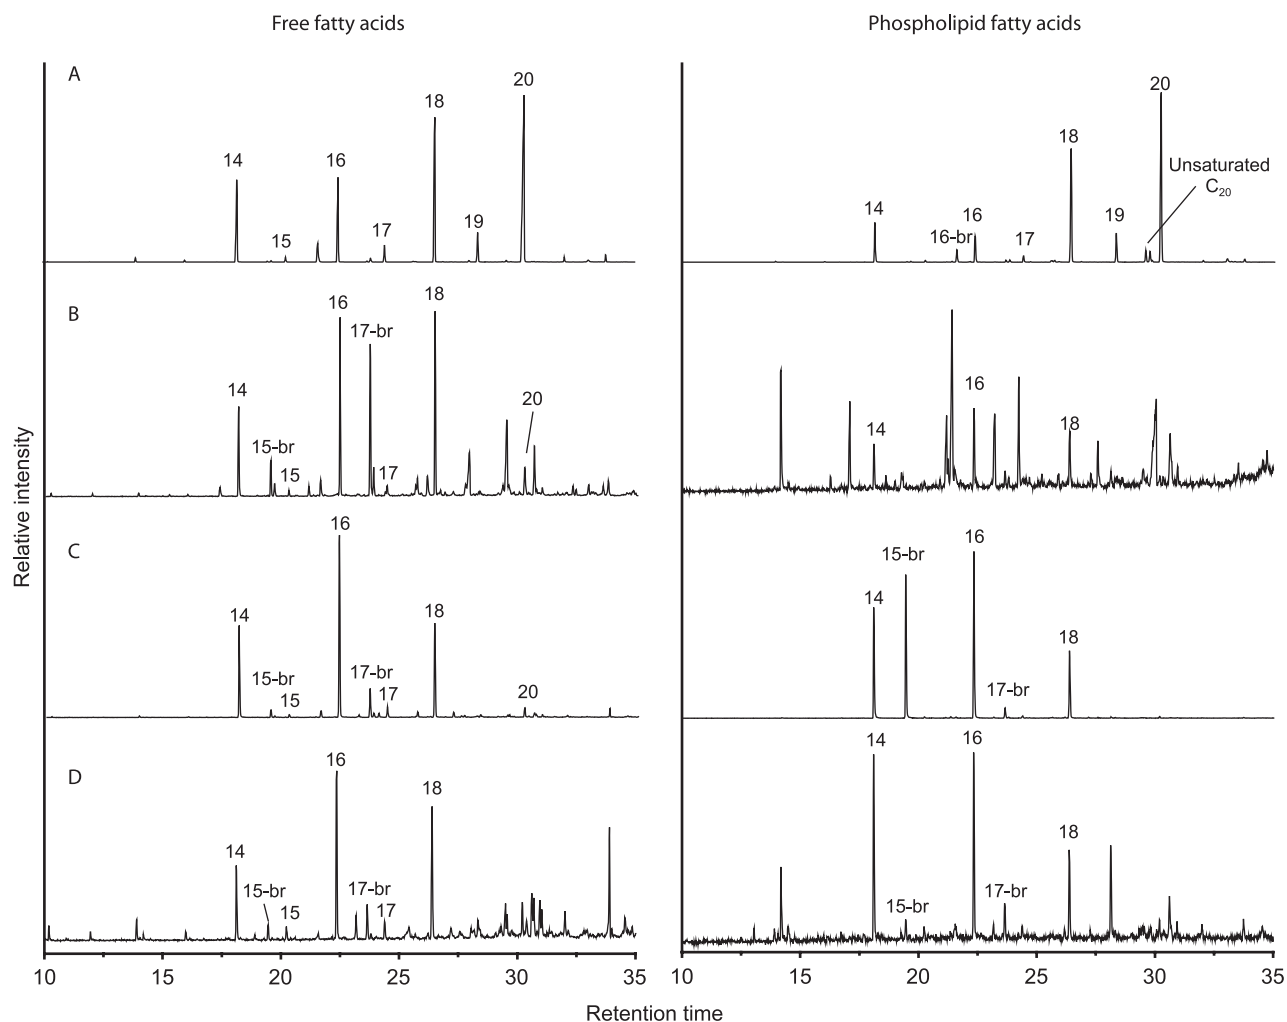 Free fatty acids
Phospholipid fatty acids
A
14
15
16
17
18
19
20
14
16-br
16
17
18
19
Unsaturated
C20
20
B
14
15-br
15
16
17-br
17
18
20
14
16
18
C
14
15-br
15
16
17-br
17
18
20
14
15-br
16
17-br
18
D
14
15-br
15
16
17-br
17
18
14
15-br
16
17-br
18
Relative intensity
10 15 20 25 30 35
10 15 20 25 30 35
Retention time